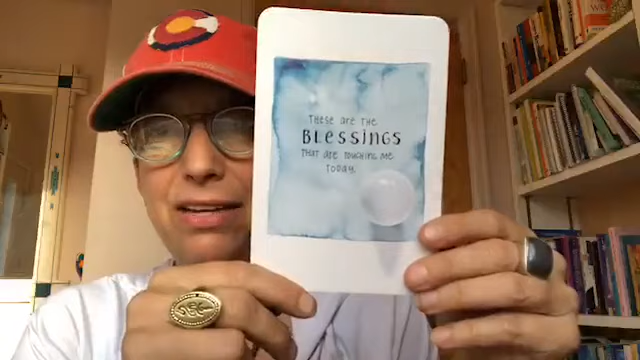 THESE ARE THE
BLESSINGS
THAT ARE TOUCHING ME
TODAY.